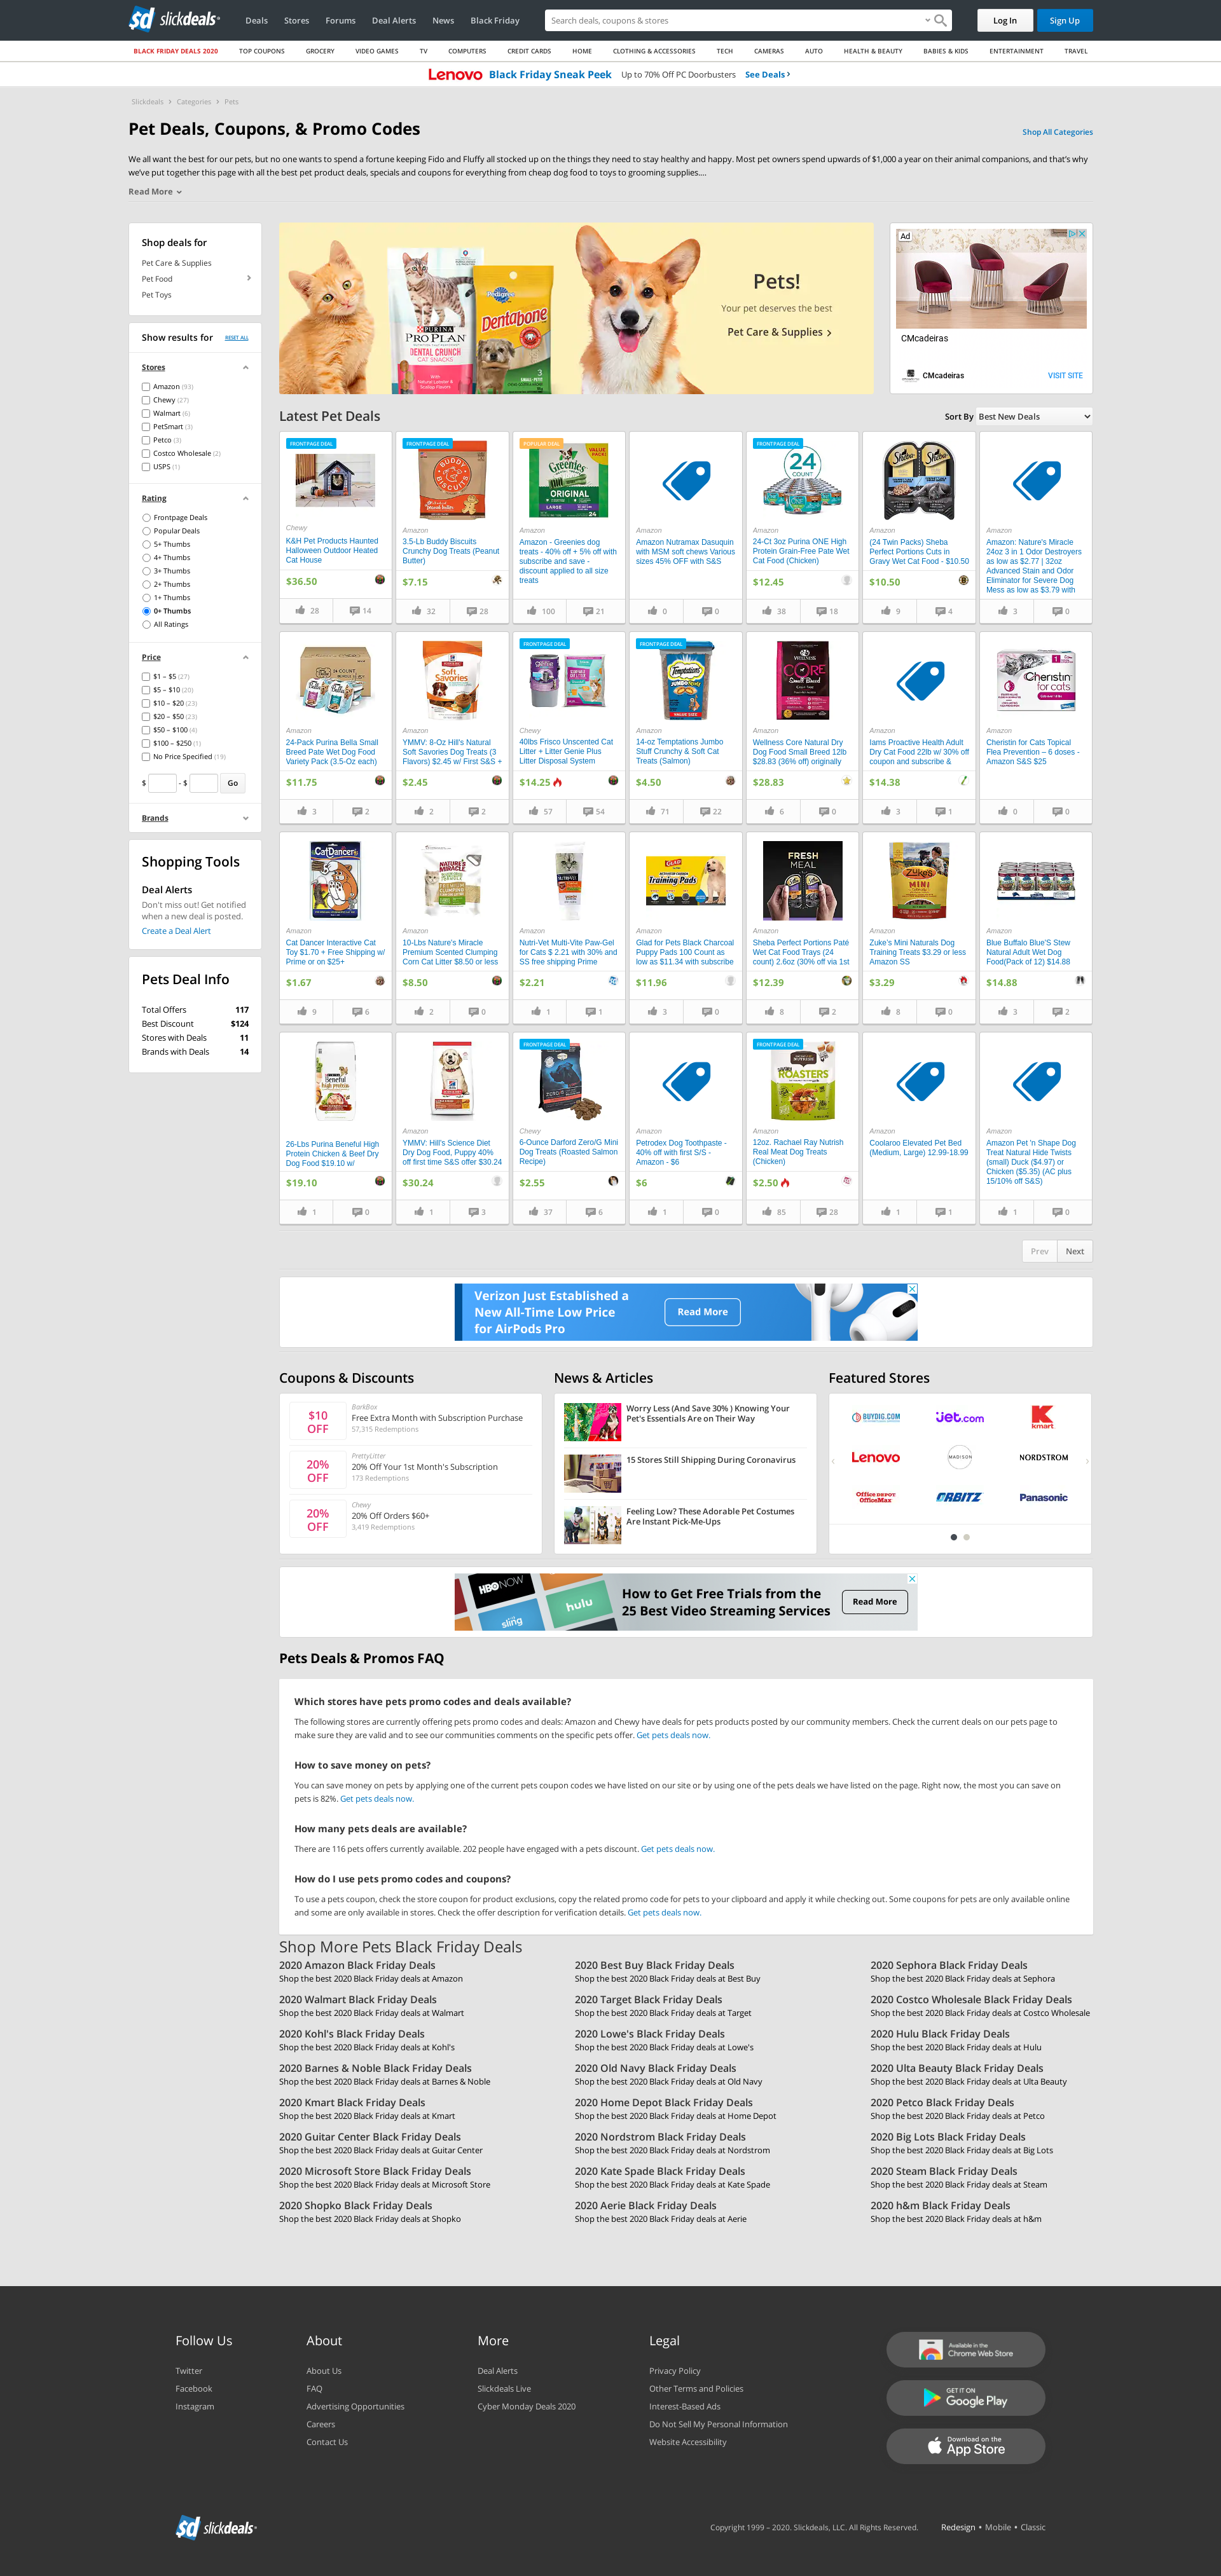 slickdeals
Deals
Stores
Forums
Deal Alerts
News
Black Friday
Search deals, coupons & stores
Log In
Sign Up
BLACK FRIDAY DEALS 2020
TOP COUPONS
GROCERY
VIDEO GAMES
TV
COMPUTERS
CREDIT CARDS
HOME
CLOTHING & ACCESSORIES
TECH
CAMERAS
AUTO
HEALTH & BEAUTY
BABIES & KIDS
ENTERTAINMENT
TRAVEL
Lenovo Black Friday Sneak Peek Up to 70% Off PC Doorbusters See Deals
Slickdeals > Categories > Pets
Pet Deals, Coupons, & Promo Codes
Shop All Categories
We all want the best for our pets, but no one wants to spend a fortune keeping Fido and Fluffy all stocked up on the things they need to stay healthy and happy. Most pet owners spend upwards of $1,000 a year on their animal companions, and that's why
we've put together this page with all the best pet product deals, specials and coupons for everything from cheap dog food to toys to grooming supplies....
Read More
Shop deals for
Pet Care & Supplies
Pet Food
Pet Toys
Show results for
RESET ALL
Stores
Amazon (93)
Chewy (27)
Walmart (6)
PetSmart (3)
Petco (3)
Costco Wholesale (2)
USPS (1)
Rating
Frontpage Deals
Popular Deals
5+ Thumbs
4+ Thumbs
3+ Thumbs
2+ Thumbs
1+ Thumbs
0+ Thumbs
All Ratings
Price
$1 – $5 (27)
$5 – $10 (20)
$10 – $20 (23)
$20 – $50 (23)
$50 – $100 (4)
$100 – $250 (1)
No Price Specified (19)
$ - $ Go
Brands
Shopping Tools
Deal Alerts
Don't miss out! Get notified
when a new deal is posted.
Create a Deal Alert
Pets Deal Info
Total Offers 117
Best Discount $124
Stores with Deals 11
Brands with Deals 14
PURINA
PRO PLAN
DENTAL CRUNCH
CAT SNACKS
Pedigree
Dentabone
Pets!
Your pet deserves the best
Pet Care & Supplies
Ad
CMcadeiras
CMcadeiras
VISIT SITE
Latest Pet Deals
Sort By Best New Deals
FRONTPAGE DEAL
Chewy
K&H Pet Products Haunted
Halloween Outdoor Heated
Cat House
$36.50
28 14
FRONTPAGE DEAL
BUDDY BISCUITS
Amazon
3.5-Lb Buddy Biscuits
Crunchy Dog Treats (Peanut
Butter)
$7.15
32 28
POPULAR DEAL
VALUE PACK!
Greenies
ORIGINAL
LARGE
24
Amazon
Amazon - Greenies dog
treats - 40% off + 5% off with
subscribe and save -
discount applied to all size
treats
100 21
Amazon
Amazon Nutramax Dasuquin
with MSM soft chews Various
sizes 45% OFF with S&S
0 0
FRONTPAGE DEAL
24
COUNT
Amazon
24-Ct 3oz Purina ONE High
Protein Grain-Free Pate Wet
Cat Food (Chicken)
$12.45
38 18
Sheba Sheba
Amazon
(24 Twin Packs) Sheba
Perfect Portions Cuts in
Gravy Wet Cat Food - $10.50
$10.50
9 4
Amazon
Amazon: Nature's Miracle
24oz 3 in 1 Odor Destroyers
as low as $2.77 | 32oz
Advanced Stain and Odor
Eliminator for Severe Dog
Mess as low as $3.79 with
3 0
24 COUNT
Amazon
24-Pack Purina Bella Small
Breed Pate Wet Dog Food
Variety Pack (3.5-Oz each)
$11.75
3 2
Soft Savories
Amazon
YMMV: 8-Oz Hill's Natural
Soft Savories Dog Treats (3
Flavors) $2.45 w/ First S&S +
$2.45
2 2
FRONTPAGE DEAL
Chewy
40lbs Frisco Unscented Cat
Litter + Litter Genie Plus
Litter Disposal System
$14.25
57 54
FRONTPAGE DEAL
Temptations
JUMBO
VALUE SIZE
Amazon
14-oz Temptations Jumbo
Stuff Crunchy & Soft Cat
Treats (Salmon)
$4.50
71 22
WELLNESS
CORE
Small Breed
Amazon
Wellness Core Natural Dry
Dog Food Small Breed 12lb
$28.83 (36% off) originally
$28.83
6 0
Amazon
Iams Proactive Health Adult
Dry Cat Food 22lb w/ 30% off
coupon and subscribe &
$14.38
3 1
Cheristin
for cats
Amazon
Cheristin for Cats Topical
Flea Prevention – 6 doses -
Amazon S&S $25
0 0
Cat Dancer
Amazon
Cat Dancer Interactive Cat
Toy $1.70 + Free Shipping w/
Prime or on $25+
$1.67
9 6
NATURE'S MIRACLE
Amazon
10-Lbs Nature's Miracle
Premium Scented Clumping
Corn Cat Litter $8.50 or less
$8.50
2 0
Amazon
Nutri-Vet Multi-Vite Paw-Gel
for Cats $ 2.21 with 30% and
SS free shipping Prime
$2.21
1 1
GLAD
Training Pads
Amazon
Glad for Pets Black Charcoal
Puppy Pads 100 Count as
low as $11.34 with subscribe
$11.96
3 0
FRESH
MEAL
Amazon
Sheba Perfect Portions Paté
Wet Cat Food Trays (24
count) 2.6oz (30% off via 1st
$12.39
8 2
Zuke's
MINI
Amazon
Zuke's Mini Naturals Dog
Training Treats $3.29 or less
Amazon SS
$3.29
8 0
Amazon
Blue Buffalo Blue'S Stew
Natural Adult Wet Dog
Food(Pack of 12) $14.88
$14.88
3 2
Beneful
high protein
26-Lbs Purina Beneful High
Protein Chicken & Beef Dry
Dog Food $19.10 w/
$19.10
1 0
Amazon
YMMV: Hill's Science Diet
Dry Dog Food, Puppy 40%
off first time S&S offer $30.24
$30.24
1 3
FRONTPAGE DEAL
ZERO
Chewy
6-Ounce Darford Zero/G Mini
Dog Treats (Roasted Salmon
Recipe)
$2.55
37 6
Amazon
Petrodex Dog Toothpaste -
40% off with first S/S -
Amazon - $6
$6
1 0
FRONTPAGE DEAL
NUTRISH
ROASTERS
Amazon
12oz. Rachael Ray Nutrish
Real Meat Dog Treats
(Chicken)
$2.50
85 28
Amazon
Coolaroo Elevated Pet Bed
(Medium, Large) 12.99-18.99
1 1
Amazon
Amazon Pet 'n Shape Dog
Treat Natural Hide Twists
(small) Duck ($4.97) or
Chicken ($5.35) (AC plus
15/10% off S&S)
1 0
Prev Next
Verizon Just Established a
New All-Time Low Price
for AirPods Pro
Read More
Coupons & Discounts
$10
OFF
BarkBox
Free Extra Month with Subscription Purchase
57,315 Redemptions
20%
OFF
PrettyLitter
20% Off Your 1st Month's Subscription
173 Redemptions
20%
OFF
Chewy
20% Off Orders $60+
3,419 Redemptions
News & Articles
Worry Less (And Save 30% ) Knowing Your
Pet's Essentials Are on Their Way
15 Stores Still Shipping During Coronavirus
Feeling Low? These Adorable Pet Costumes
Are Instant Pick-Me-Ups
Featured Stores
BUYDIG.COM
Jet.com
kmart
Lenovo
MADISON
NORDSTROM
Office DEPOT
OfficeMax
ORBITZ
Panasonic
HBO NOW
sling
hulu
How to Get Free Trials from the
25 Best Video Streaming Services
Read More
Pets Deals & Promos FAQ
Which stores have pets promo codes and deals available?
The following stores are currently offering pets promo codes and deals: Amazon and Chewy have deals for pets products posted by our community members. Check the current deals on our pets page to
make sure they are valid and to see our communities comments on the specific pets offer. Get pets deals now.
How to save money on pets?
You can save money on pets by applying one of the current pets coupon codes we have listed on our site or by using one of the pets deals we have listed on the page. Right now, the most you can save on
pets is 82%. Get pets deals now.
How many pets deals are available?
There are 116 pets offers currently available. 202 people have engaged with a pets discount. Get pets deals now.
How do I use pets promo codes and coupons?
To use a pets coupon, check the store coupon for product exclusions, copy the related promo code for pets to your clipboard and apply it while checking out. Some coupons for pets are only available online
and some are only available in stores. Check the offer description for verification details. Get pets deals now.
Shop More Pets Black Friday Deals
2020 Amazon Black Friday Deals
Shop the best 2020 Black Friday deals at Amazon
2020 Best Buy Black Friday Deals
Shop the best 2020 Black Friday deals at Best Buy
2020 Sephora Black Friday Deals
Shop the best 2020 Black Friday deals at Sephora
2020 Walmart Black Friday Deals
Shop the best 2020 Black Friday deals at Walmart
2020 Target Black Friday Deals
Shop the best 2020 Black Friday deals at Target
2020 Costco Wholesale Black Friday Deals
Shop the best 2020 Black Friday deals at Costco Wholesale
2020 Kohl's Black Friday Deals
Shop the best 2020 Black Friday deals at Kohl's
2020 Lowe's Black Friday Deals
Shop the best 2020 Black Friday deals at Lowe's
2020 Hulu Black Friday Deals
Shop the best 2020 Black Friday deals at Hulu
2020 Barnes & Noble Black Friday Deals
Shop the best 2020 Black Friday deals at Barnes & Noble
2020 Old Navy Black Friday Deals
Shop the best 2020 Black Friday deals at Old Navy
2020 Ulta Beauty Black Friday Deals
Shop the best 2020 Black Friday deals at Ulta Beauty
2020 Kmart Black Friday Deals
Shop the best 2020 Black Friday deals at Kmart
2020 Home Depot Black Friday Deals
Shop the best 2020 Black Friday deals at Home Depot
2020 Petco Black Friday Deals
Shop the best 2020 Black Friday deals at Petco
2020 Guitar Center Black Friday Deals
Shop the best 2020 Black Friday deals at Guitar Center
2020 Nordstrom Black Friday Deals
Shop the best 2020 Black Friday deals at Nordstrom
2020 Big Lots Black Friday Deals
Shop the best 2020 Black Friday deals at Big Lots
2020 Microsoft Store Black Friday Deals
Shop the best 2020 Black Friday deals at Microsoft Store
2020 Kate Spade Black Friday Deals
Shop the best 2020 Black Friday deals at Kate Spade
2020 Steam Black Friday Deals
Shop the best 2020 Black Friday deals at Steam
2020 Shopko Black Friday Deals
Shop the best 2020 Black Friday deals at Shopko
2020 Aerie Black Friday Deals
Shop the best 2020 Black Friday deals at Aerie
2020 h&m Black Friday Deals
Shop the best 2020 Black Friday deals at h&m
Follow Us
Twitter
Facebook
Instagram
About
About Us
FAQ
Advertising Opportunities
Careers
Contact Us
More
Deal Alerts
Slickdeals Live
Cyber Monday Deals 2020
Legal
Privacy Policy
Other Terms and Policies
Interest-Based Ads
Do Not Sell My Personal Information
Website Accessibility
Available in the
Chrome Web Store
GET IT ON
Google Play
Download on the
App Store
slickdeals
Copyright 1999 – 2020. Slickdeals, LLC. All Rights Reserved.
Redesign • Mobile • Classic